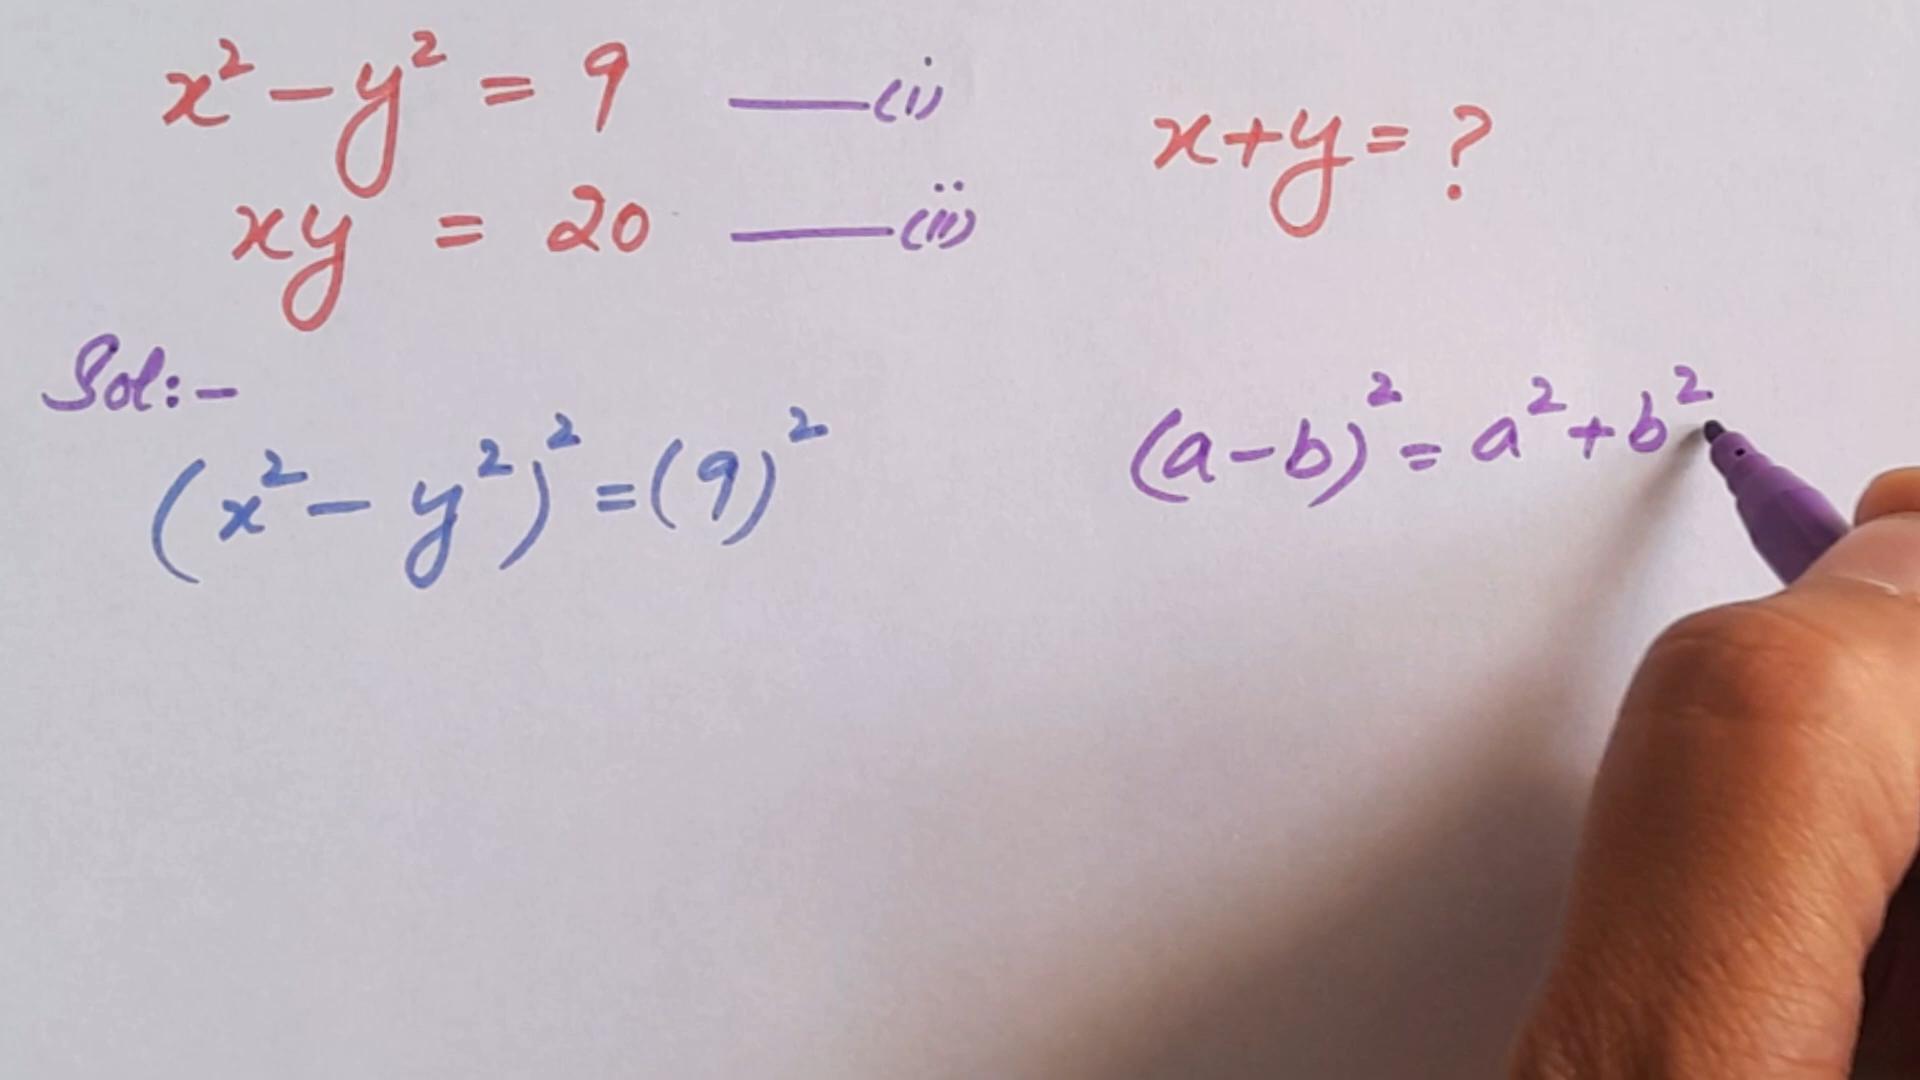 x² - y² = 9 —(i)
xy = 20 —(ii)
x+y = ?
Sol:-
(x² - y²)² = (9)²
(a-b)² = a²+b²